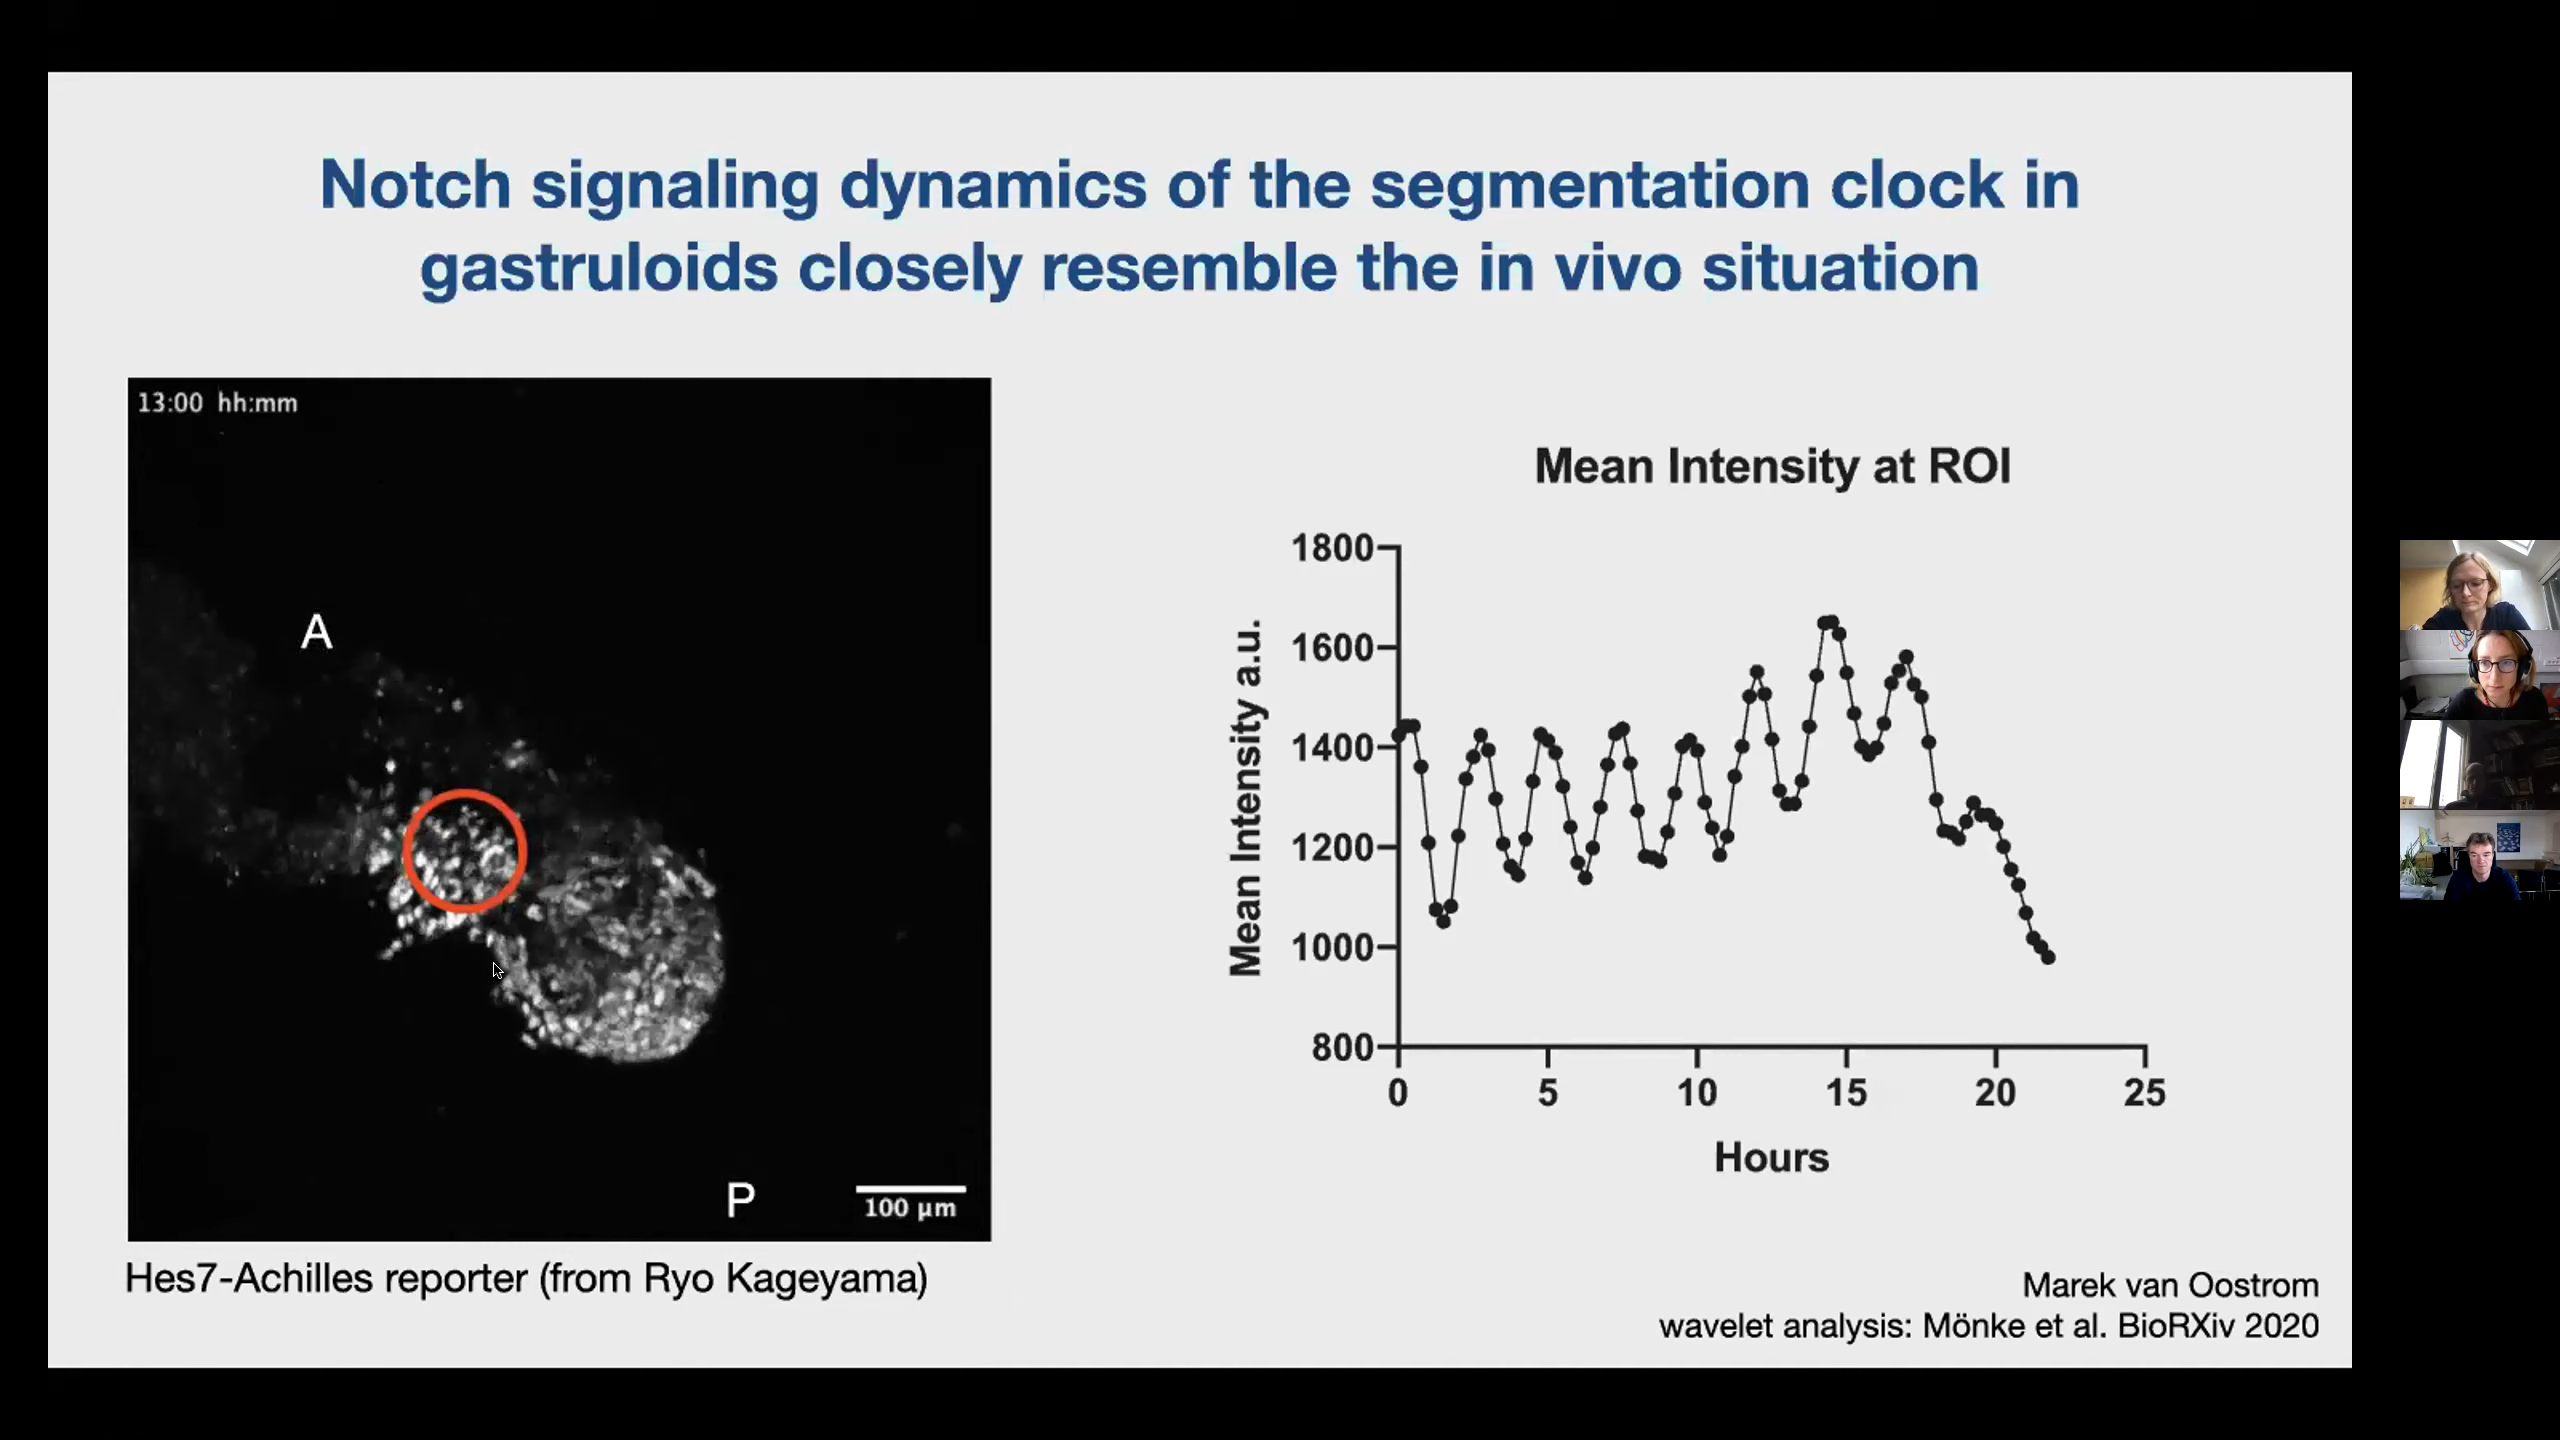 Notch signaling dynamics of the segmentation clock in
gastruloids closely resemble the in vivo situation
13:00 hh:mm
A
P
100 µm
Hes7-Achilles reporter (from Ryo Kageyama)
Mean Intensity at ROI
Mean Intensity a.u.
1800
1600
1400
1200
1000
800
0 5 10 15 20 25
Hours
Marek van Oostrom
wavelet analysis: Mönke et al. BioRXiv 2020